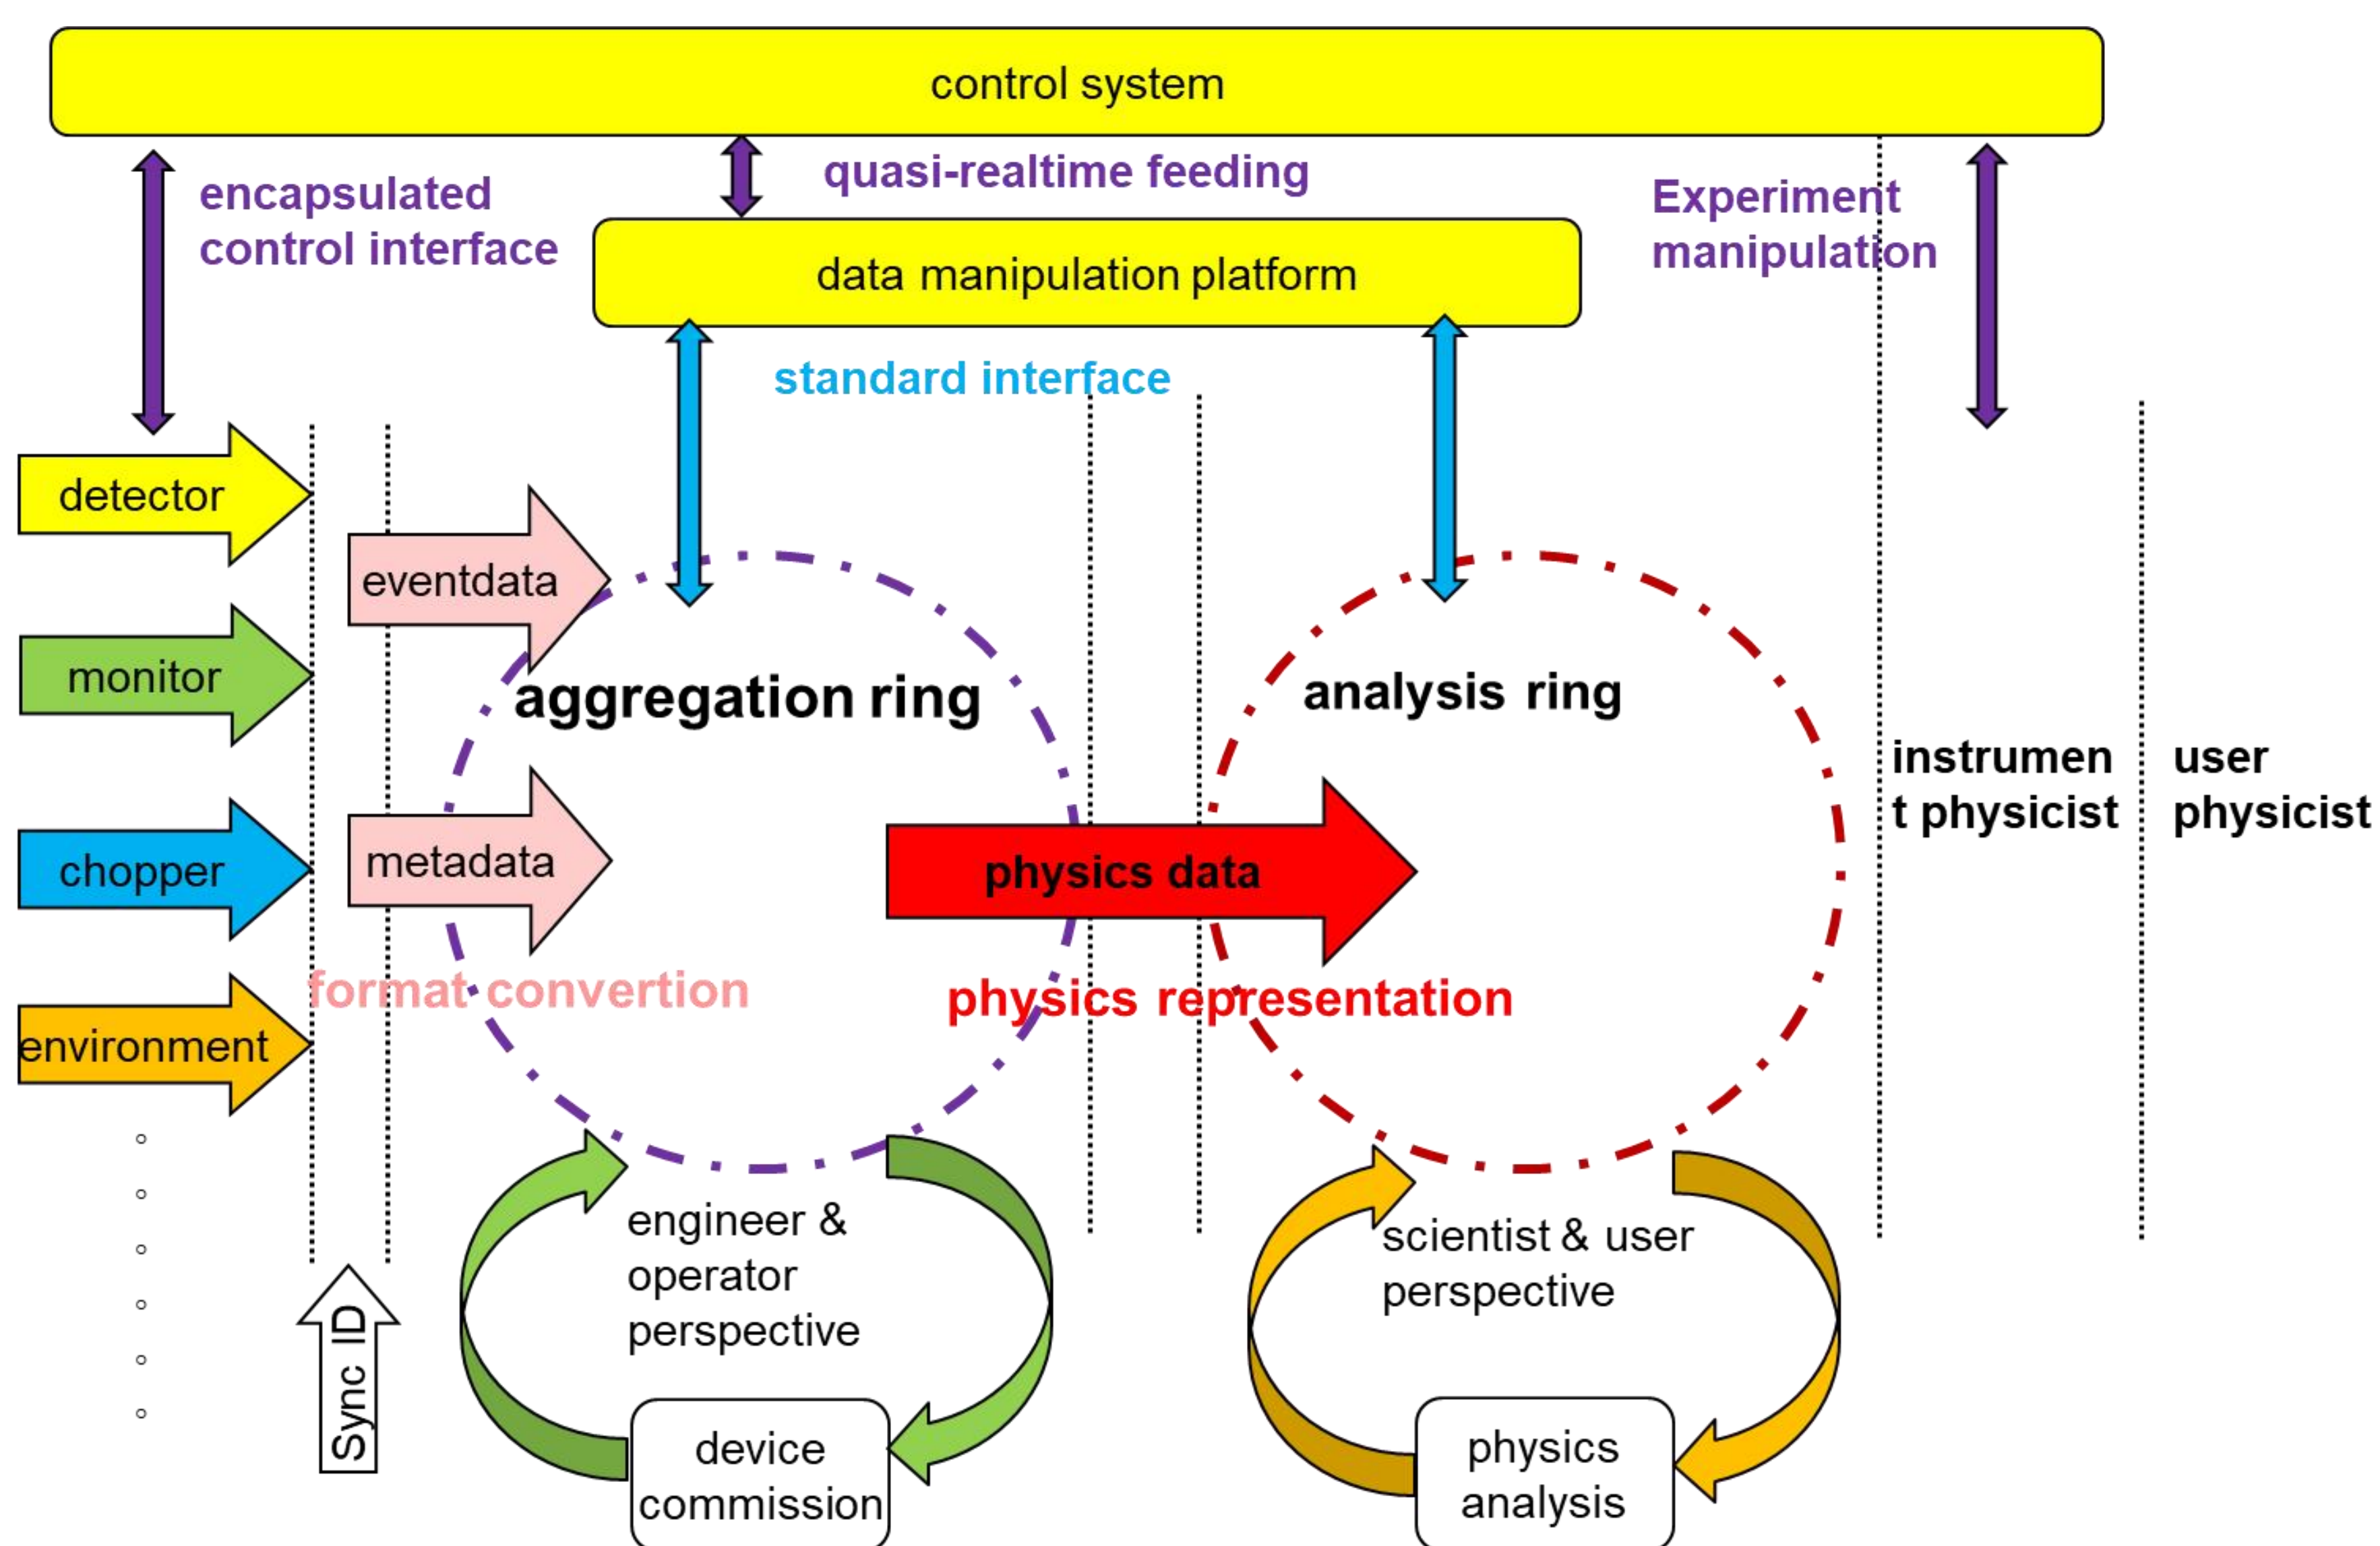 control system
encapsulated
control interface
quasi-realtime feeding
Experiment
manipulation
data manipulation platform
standard interface
detector
eventdata
monitor
aggregation ring
analysis ring
instrumen
t physicist
user
physicist
chopper
metadata
physics data
format convertion
physics representation
environment
engineer &
operator
perspective
scientist & user
perspective
Sync ID
device
commission
physics
analysis